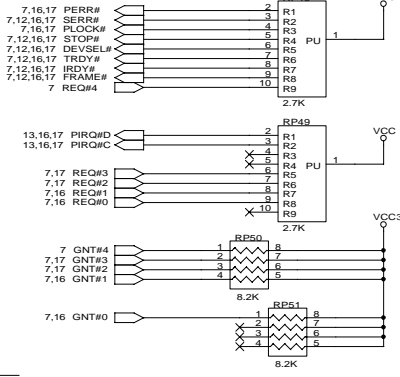 7,16,17 PERR# 2 R1
7,12,16,17 SERR# 3 R2
7,16,17 PLOCK# 4 R3
7,12,16,17 STOP# 5 R4
7,12,16,17 DEVSEL# 6 R5 PU 1
7,12,16,17 TRDY# 7 R6
7,12,16,17 IRDY# 8 R7
7,12,16,17 FRAME# 9 R8
7 REQ#4 10 R9
2.7K
RP49
13,16,17 PIRQ#D 2 R1 VCC
13,16,17 PIRQ#C 3 R2
4 R3
5 R4 PU 1
7,17 REQ#3 6 R5
7,17 REQ#2 7 R6
7,16 REQ#1 8 R7
7,16 REQ#0 9 R8
10 R9
2.7K
VCC3
RP50
7 GNT#4 1 8
7,17 GNT#3 2 7
7,17 GNT#2 3 6
7,16 GNT#1 4 5
8.2K
RP51
7,16 GNT#0 1 8
2 7
3 6
4 5
8.2K